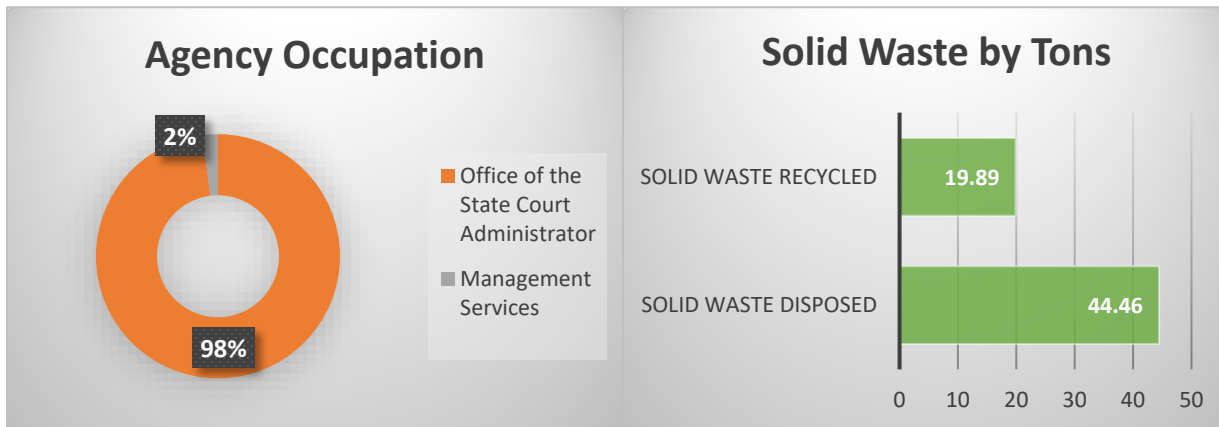 Agency Occupation
2%
98%
Office of the
State Court
Administrator
Management
Services
Solid Waste by Tons
SOLID WASTE RECYCLED
19.89
SOLID WASTE DISPOSED
44.46
0 10 20 30 40 50